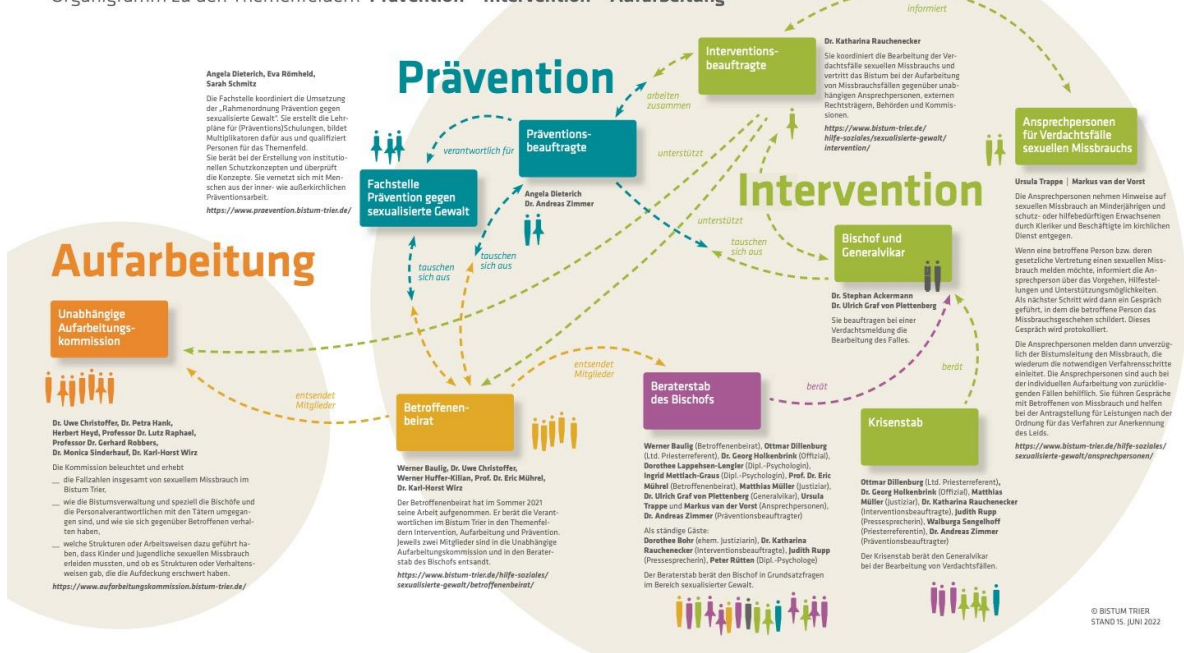 Organigramm zu den Themenfeldern Prävention – Intervention – Aufarbeitung
informiert
Prävention
Angela Dieterich, Eva Römheld,
Sarah Schmitz
Die Fachstelle koordiniert die Umsetzung
der „Rahmenordnung Prävention gegen
sexualisierte Gewalt“. Sie erstellt die Lehr-
pläne für (Präventions)Schulungen, bildet
Multiplikatoren dafür aus und qualifiziert
Personen für das Themenfeld.
Sie berät bei der Erstellung von institutio-
nellen Schutzkonzepten und überprüft
die Konzepte. Sie vernetzt sich mit Men-
schen aus der inner- wie außerkirchlichen
Präventionsarbeit.
https://www.praevention.bistum-trier.de/
verantwortlich für
Fachstelle
Prävention gegen
sexualisierte Gewalt
Präventions-
beauftragte
Angela Dieterich
Dr. Andreas Zimmer
arbeiten
zusammen
tauschen
sich aus
tauschen
sich aus
Interventions-
beauftragte
Dr. Katharina Rauchenecker
Sie koordiniert die Bearbeitung der Ver-
dachtsfälle sexuellen Missbrauchs und
vertritt das Bistum bei der Aufarbeitung
von Missbrauchsfällen gegenüber unab-
hängigen Ansprechpersonen, externen
Rechtsträgern, Behörden und Kommis-
sionen.
https://www.bistum-trier.de/
hilfe-soziales/sexualisierte-gewalt/
intervention/
unterstützt
Intervention
unterstützt
tauschen
sich aus
Bischof und
Generalvikar
Dr. Stephan Ackermann
Dr. Ulrich Graf von Plettenberg
Sie beauftragen bei einer
Verdachtsmeldung die
Bearbeitung des Falles.
Ansprechpersonen
für Verdachtsfälle
sexuellen Missbrauchs
Ursula Trappe | Markus van der Vorst
Die Ansprechpersonen nehmen Hinweise auf
sexuellen Missbrauch an Minderjährigen und
schutz- oder hilfebedürftigen Erwachsenen
durch Kleriker und Beschäftigte im kirchlichen
Dienst entgegen.
Wenn eine betroffene Person bzw. deren
gesetzliche Vertretung einen sexuellen Miss-
brauch melden möchte, informiert die An-
sprechperson über das Vorgehen, Hilfestel-
lungen und Unterstützungsmöglichkeiten.
Als nächster Schritt wird dann ein Gespräch
geführt, in dem die betroffene Person das
Missbrauchsgeschehen schildert. Dieses
Gespräch wird protokolliert.
Die Ansprechpersonen melden dann unverzüg-
lich der Bistumsleitung den Missbrauch, die
wiederum die notwendigen Verfahrensschritte
einleitet. Die Ansprechpersonen sind auch bei
der individuellen Aufarbeitung von zurücklie-
genden Fällen behilflich. Sie führen Gespräche
mit Betroffenen von Missbrauch und helfen
bei der Antragstellung für Leistungen nach der
Ordnung für das Verfahren zur Anerkennung
des Leids.
https://www.bistum-trier.de/hilfe-soziales/
sexualisierte-gewalt/ansprechpersonen/
Aufarbeitung
Unabhängige
Aufarbeitungs-
kommission
Dr. Uwe Christoffer, Dr. Petra Hank,
Herbert Heyd, Professor Dr. Lutz Raphael,
Professor Dr. Gerhard Robbers,
Dr. Monica Sinderhauf, Dr. Karl-Horst Wirz
Die Kommission beleuchtet und erhebt
__ die Fallzahlen insgesamt von sexuellem Missbrauch im
Bistum Trier,
__ wie die Bistumsverwaltung und speziell die Bischöfe und
die Personalverantwortlichen mit den Tätern umgegan-
gen sind, und wie sie sich gegenüber Betroffenen verhal-
ten haben,
__ welche Strukturen oder Arbeitsweisen dazu geführt ha-
ben, dass Kinder und Jugendliche sexuellen Missbrauch
erleiden mussten, und ob es Strukturen oder Verhaltens-
weisen gab, die die Aufdeckung erschwert haben.
https://www.aufarbeitungskommission.bistum-trier.de/
entsendet
Mitglieder
Betroffenen-
beirat
Werner Baulig, Dr. Uwe Christoffer,
Werner Huffer-Kilian, Prof. Dr. Eric Mührel,
Dr. Karl-Horst Wirz
Der Betroffenenbeirat hat im Sommer 2021
seine Arbeit aufgenommen. Er berät die Verant-
wortlichen im Bistum Trier in den Themenfel-
dern Intervention, Aufarbeitung und Prävention.
Jeweils zwei Mitglieder sind in die Unabhängige
Aufarbeitungskommission und in den Berater-
stab des Bischofs entsandt.
https://www.bistum-trier.de/hilfe-soziales/
sexualisierte-gewalt/betroffenenbeirat/
entsendet
Mitglieder
Beraterstab
des Bischofs
Werner Baulig (Betroffenenbeirat), Ottmar Dillenburg
(Ltd. Priesterreferent), Dr. Georg Holkenbrink (Offizial),
Dorothee Lappehsen-Lengler (Dipl.-Psychologin),
Ingrid Mettlach-Graus (Dipl.-Psychologin), Prof. Dr. Eric
Mührel (Betroffenenbeirat), Matthias Müller (Justiziar),
Dr. Ulrich Graf von Plettenberg (Generalvikar), Ursula
Trappe und Markus van der Vorst (Ansprechpersonen),
Dr. Andreas Zimmer (Präventionsbeauftragter)
Als ständige Gäste:
Dorothee Bohr (ehem. Justiziarin), Dr. Katharina
Rauchenecker (Interventionsbeauftragte), Judith Rupp
(Pressesprecherin), Peter Rütten (Dipl.-Psychologe)
Der Beraterstab berät den Bischof in Grundsatzfragen
im Bereich sexualisierter Gewalt.
berät
berät
Krisenstab
Ottmar Dillenburg (Ltd. Priesterreferent),
Dr. Georg Holkenbrink (Offizial), Matthias
Müller (Justiziar), Dr. Katharina Rauchenecker
(Interventionsbeauftragte), Judith Rupp
(Pressesprecherin), Walburga Sengelhoff
(Priesterreferentin), Dr. Andreas Zimmer
(Präventionsbeauftragter)
Der Krisenstab berät den Generalvikar
bei der Bearbeitung von Verdachtsfällen.
© BISTUM TRIER
STAND 15. JUNI 2022